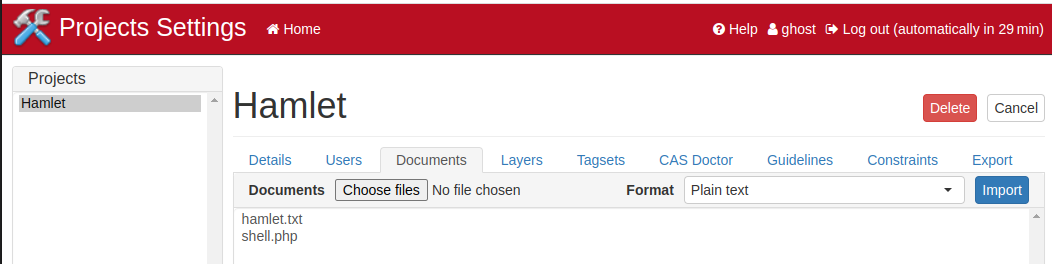 Projects Settings Home Help ghost Log out (automatically in 29 min)
Projects
Hamlet
Hamlet Delete Cancel
Details Users Documents Layers Tagsets CAS Doctor Guidelines Constraints Export
Documents Choose files No file chosen Format Plain text Import
hamlet.txt
shell.php